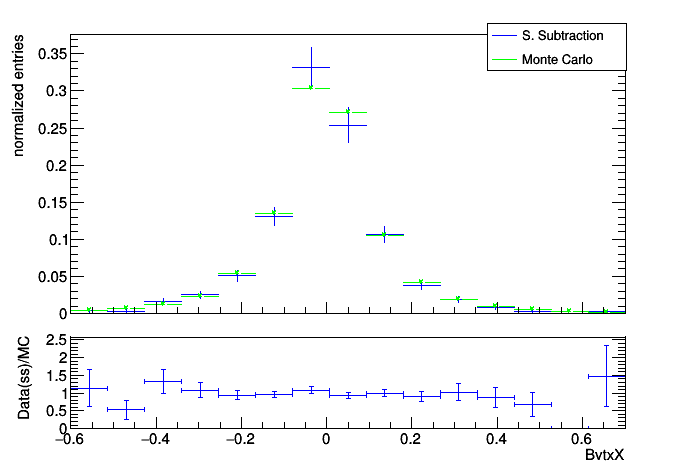 S. Subtraction
Monte Carlo
normalized entries
0.35
0.3
0.25
0.2
0.15
0.1
0.05
0
Data(ss)/MC
2.5
2
1.5
1
0.5
0
−0.6 −0.4 −0.2 0 0.2 0.4 0.6
BvtxX